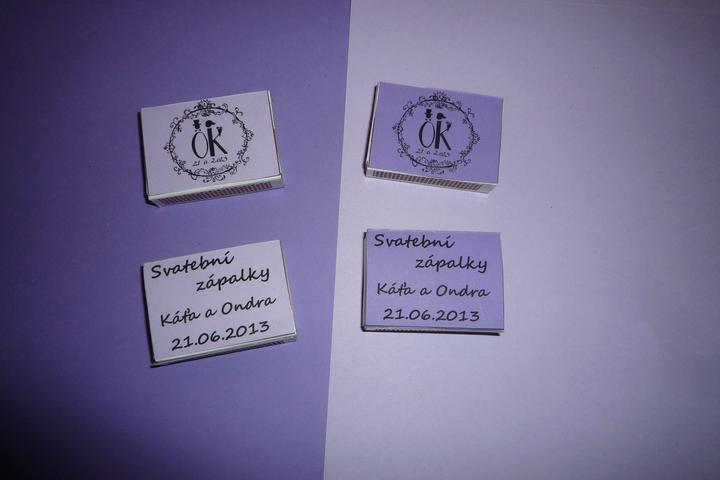 OK
21 6 2013
OK
21 6 2013
Svatební
zápalky
Káťa a Ondra
21.06.2013
Svatební
zápalky
Káťa a Ondra
21.06.2013